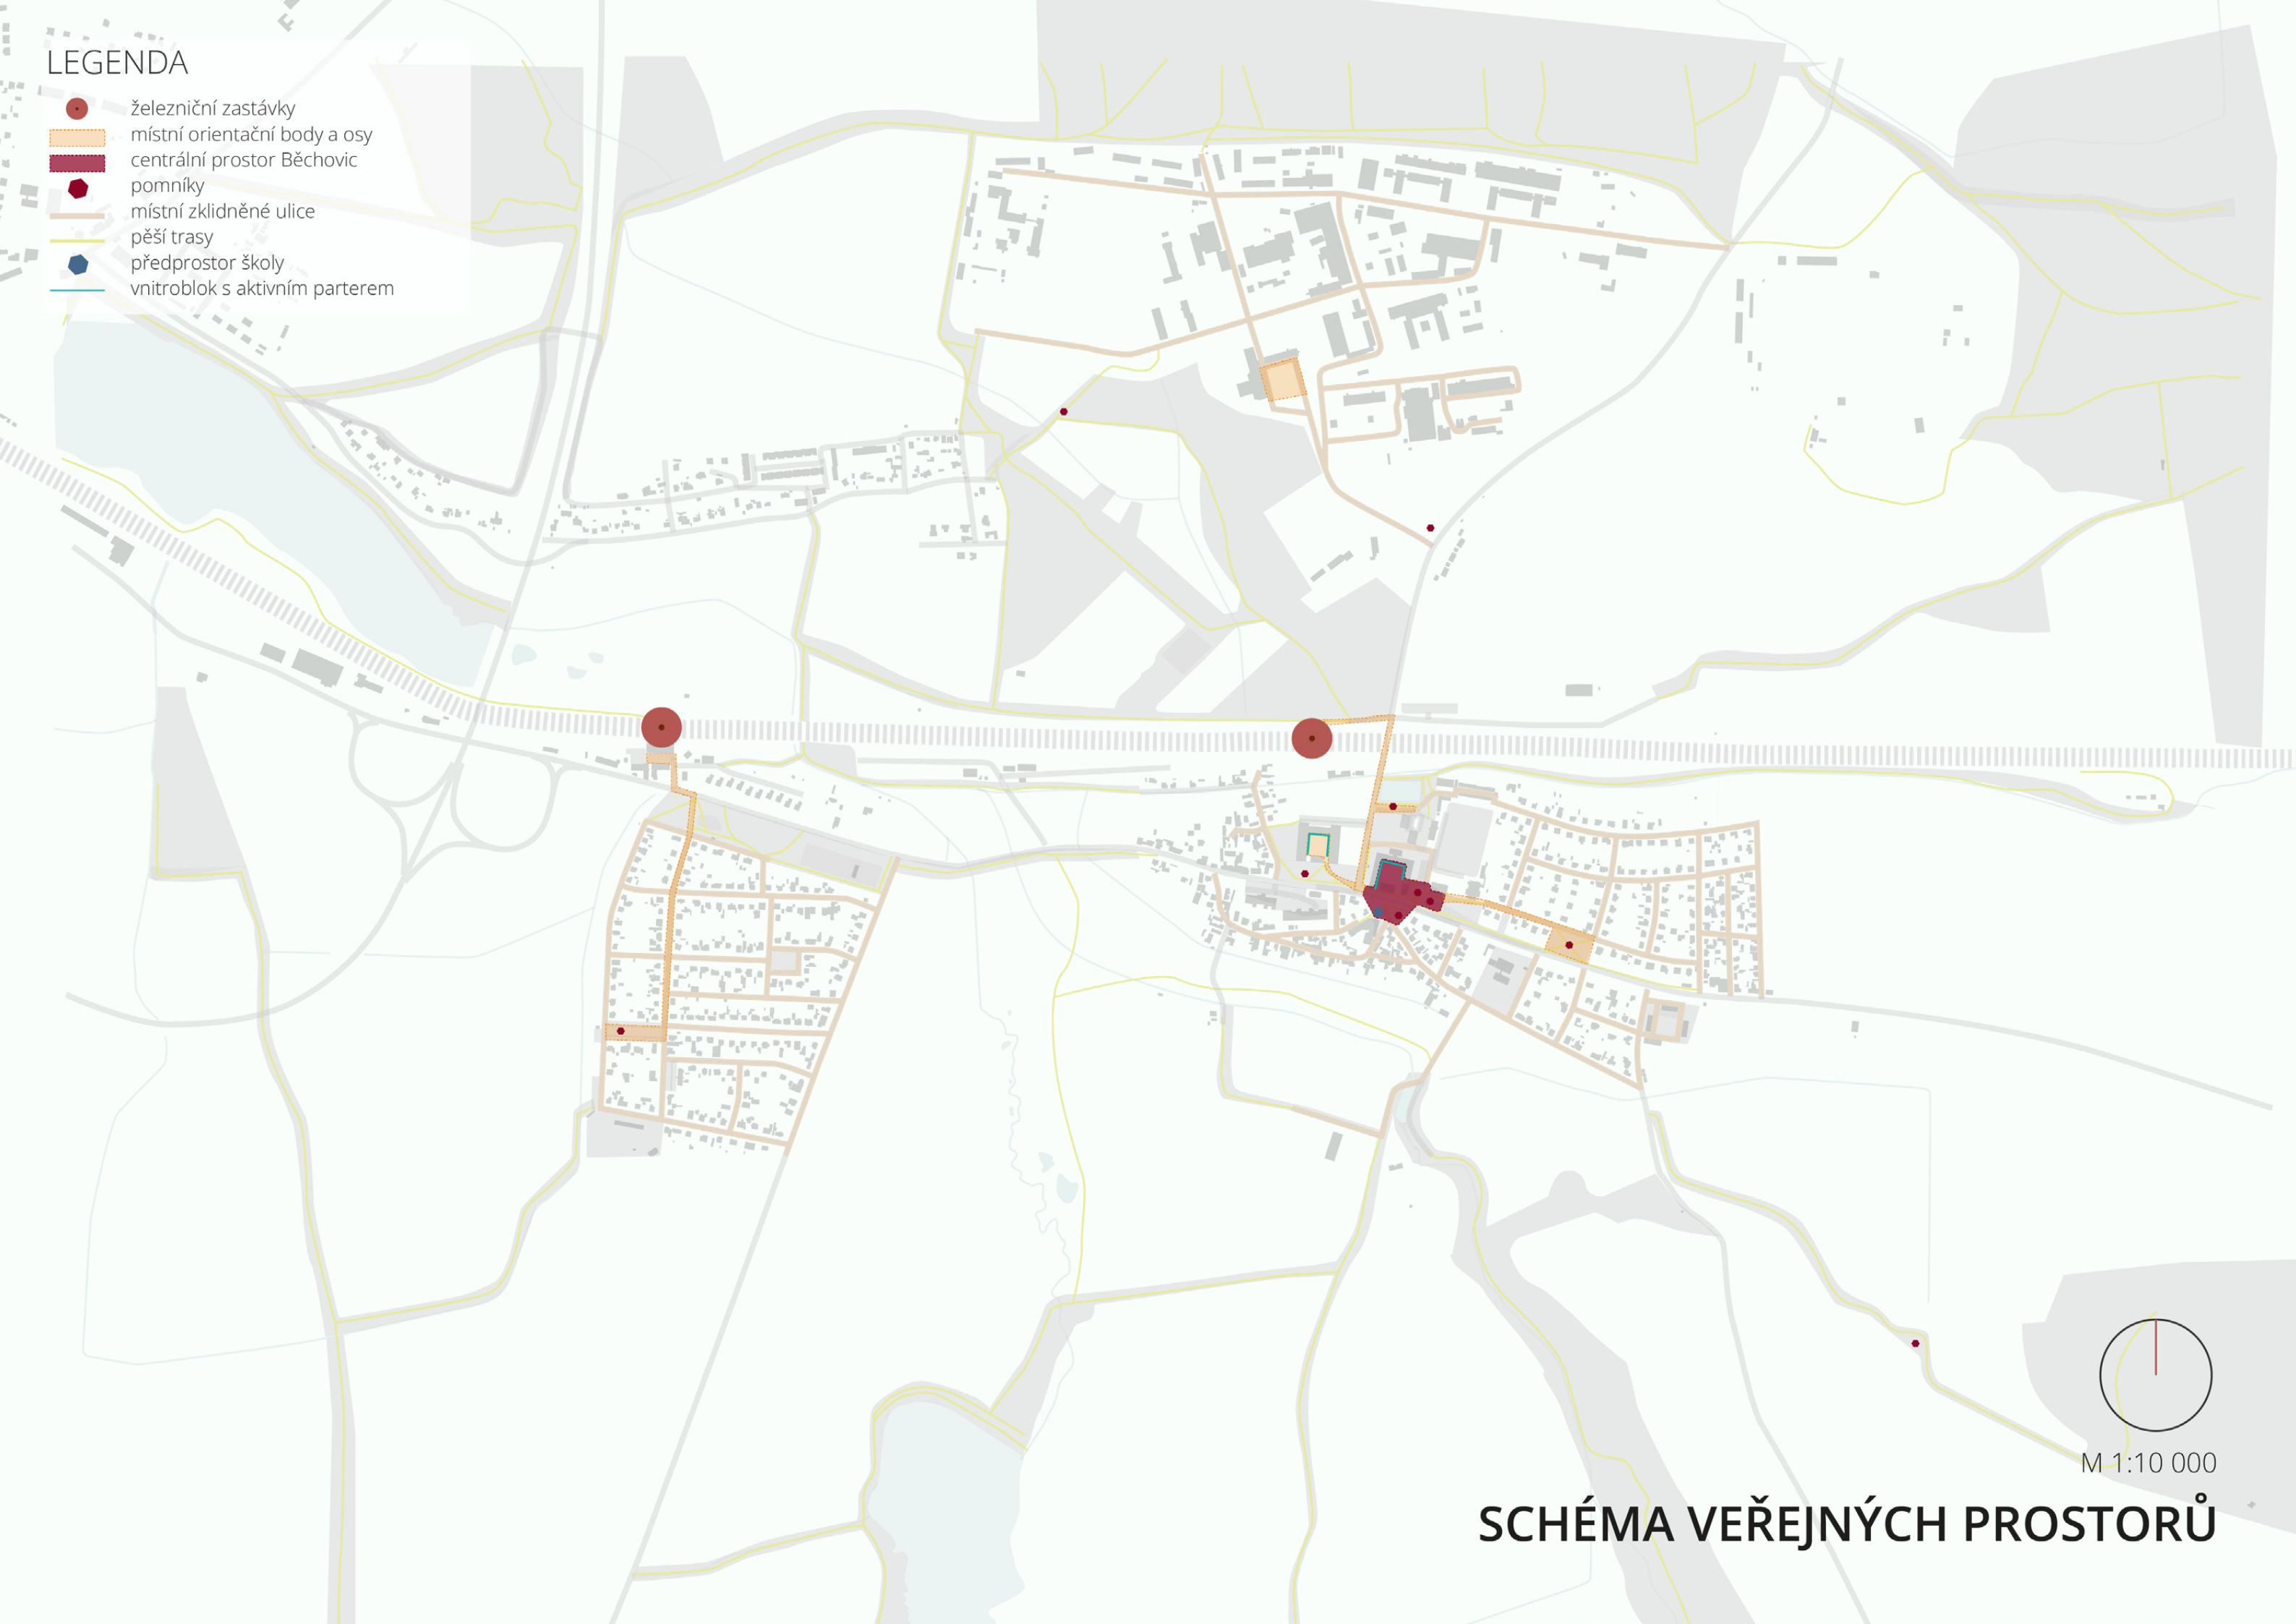 LEGENDA
železniční zastávky
místní orientační body a osy
centrální prostor Běchovic
pomníky
místní zklidněné ulice
pěší trasy
předprostor školy
vnitroblok s aktivním parterem
M 1:10 000
SCHÉMA VEŘEJNÝCH PROSTORŮ